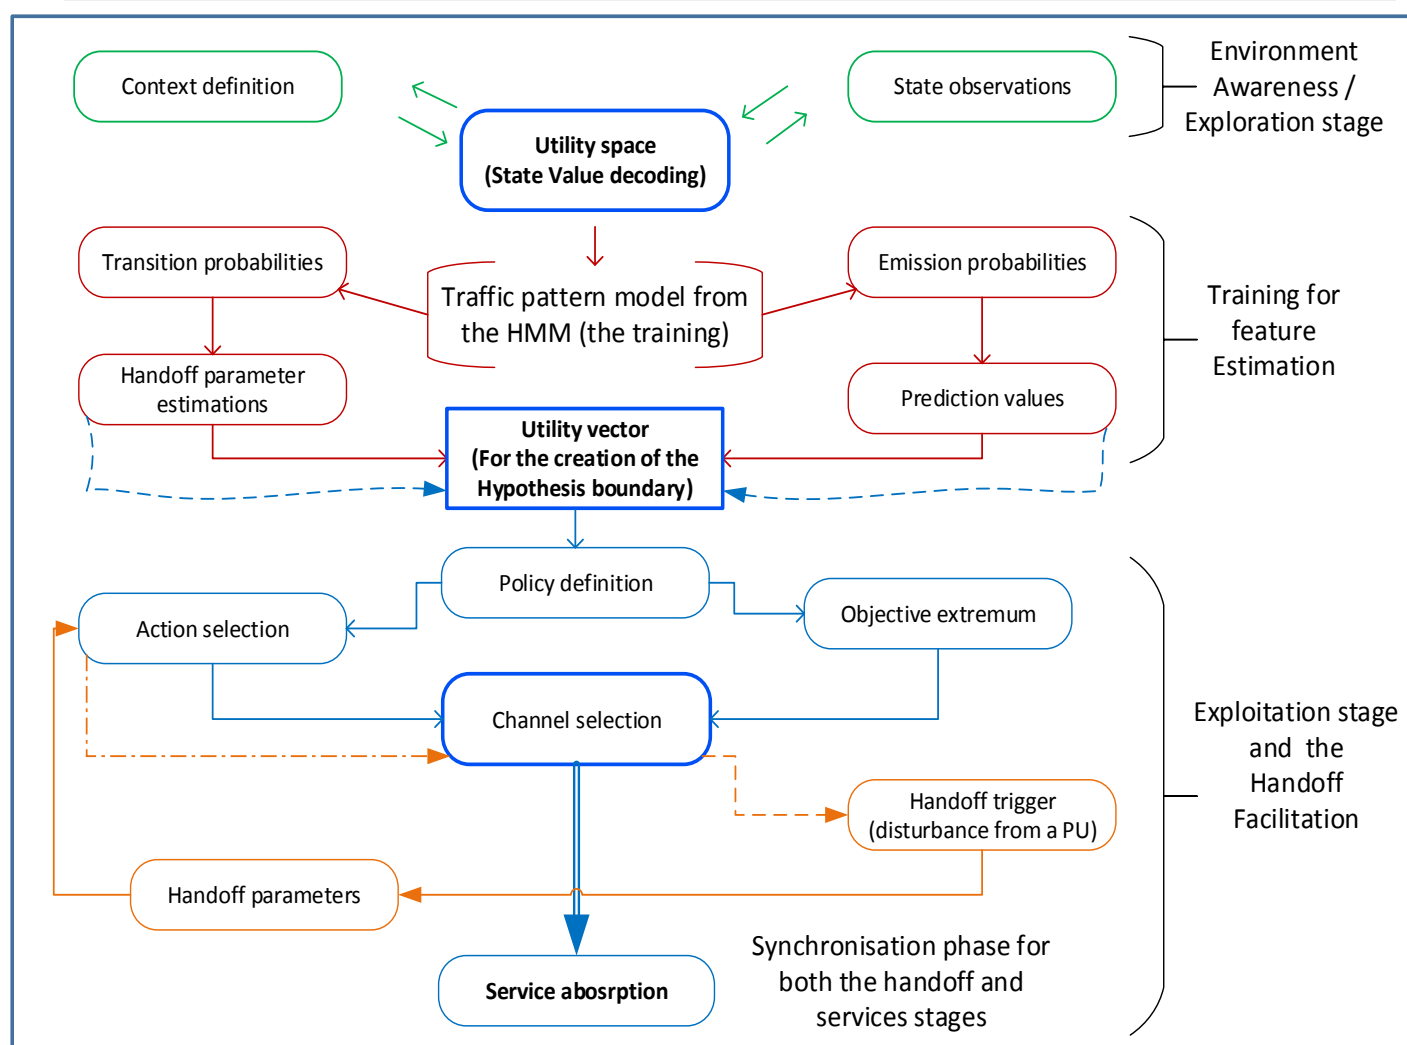 Context definition
State observations
Environment
Awareness /
Exploration stage
Utility space
(State Value decoding)
Transition probabilities
Emission probabilities
Traffic pattern model from
the HMM (the training)
Training for
feature
Estimation
Handoff parameter
estimations
Prediction values
Utility vector
(For the creation of the
Hypothesis boundary)
Policy definition
Action selection
Objective extremum
Channel selection
Exploitation stage
and the
Handoff
Facilitation
Handoff trigger
(disturbance from a PU)
Handoff parameters
Synchronisation phase for
both the handoff and
services stages
Service abosrption